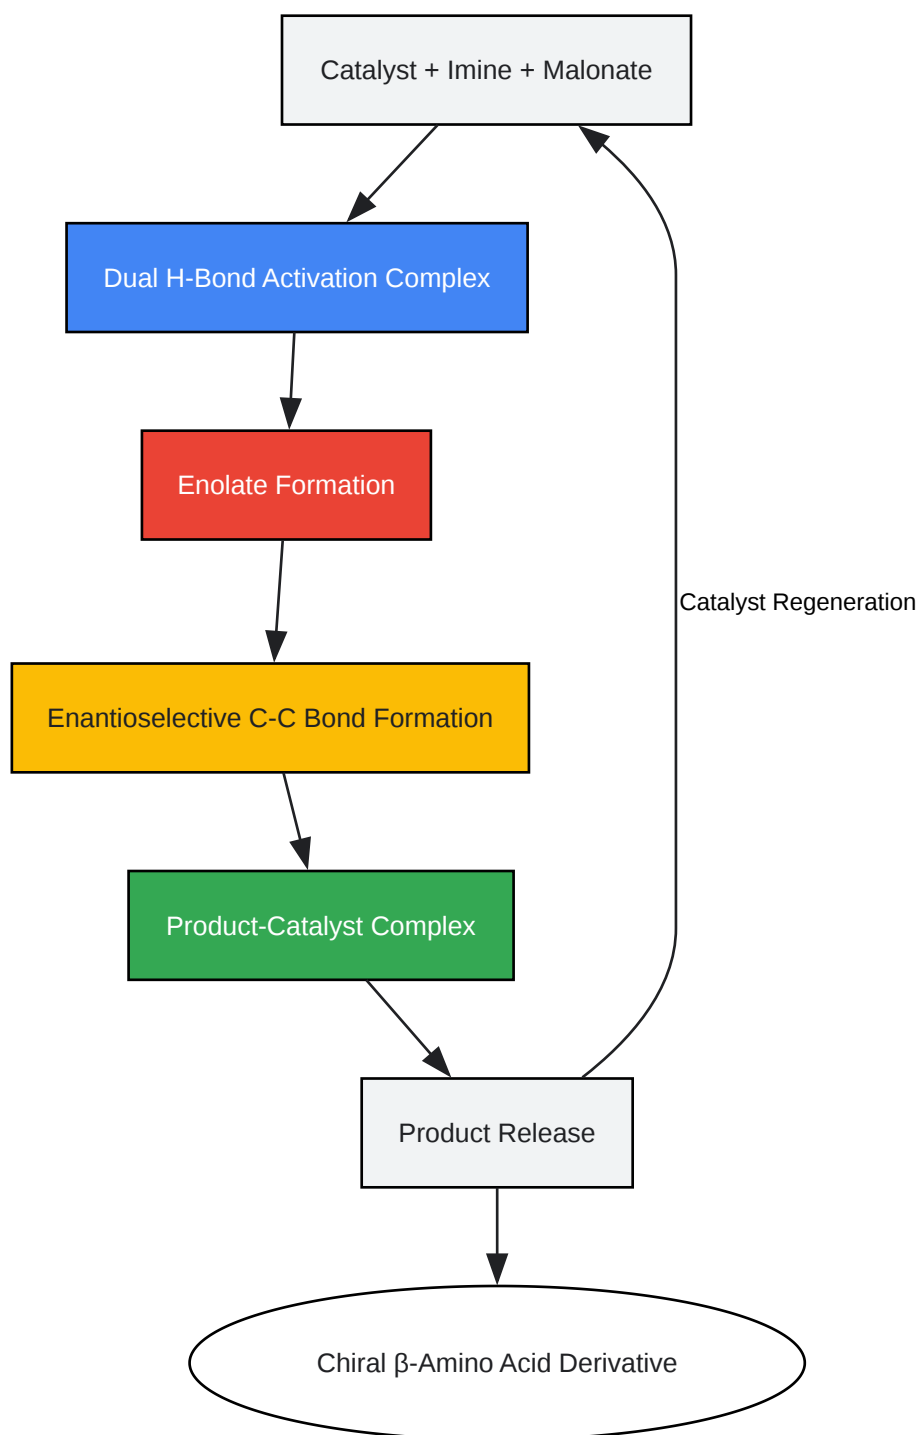 Catalyst + Imine + Malonate
Dual H-Bond Activation Complex
Enolate Formation
Catalyst Regeneration
Enantioselective C-C Bond Formation
Product-Catalyst Complex
Product Release
Chiral β-Amino Acid Derivative